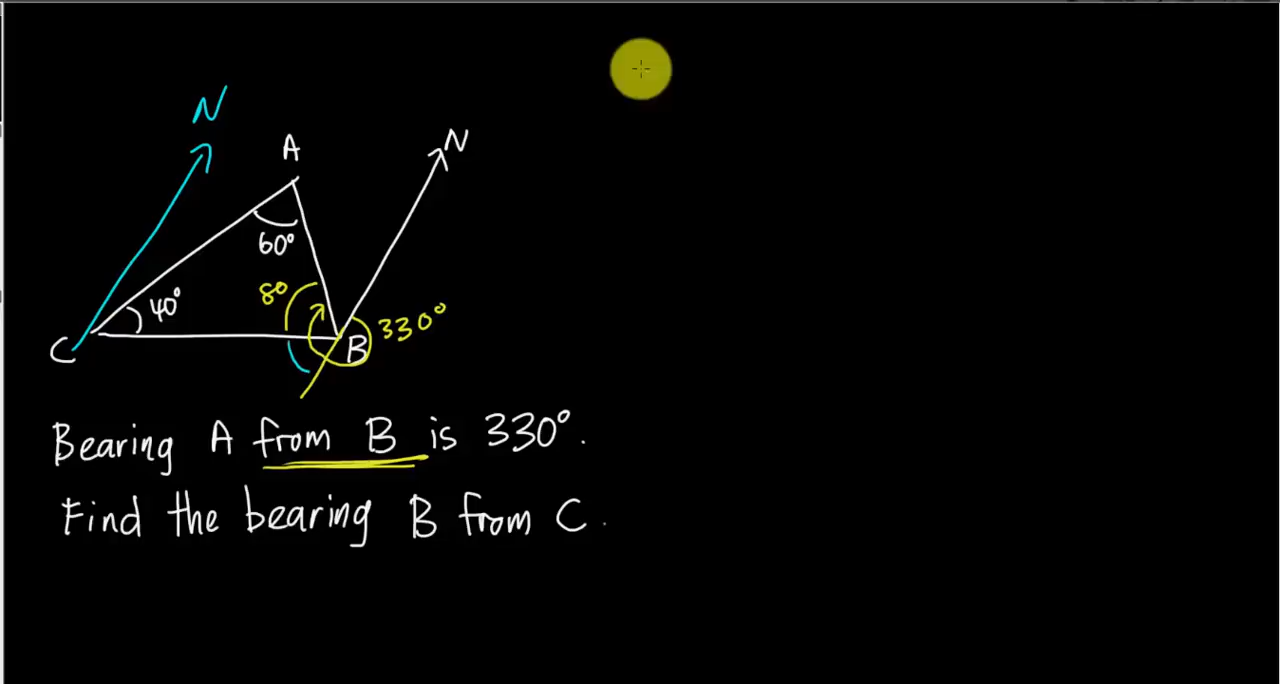 N
A
N
60°
80
40°
330°
C
B
Bearing A from B is 330°.
Find the bearing B from C.